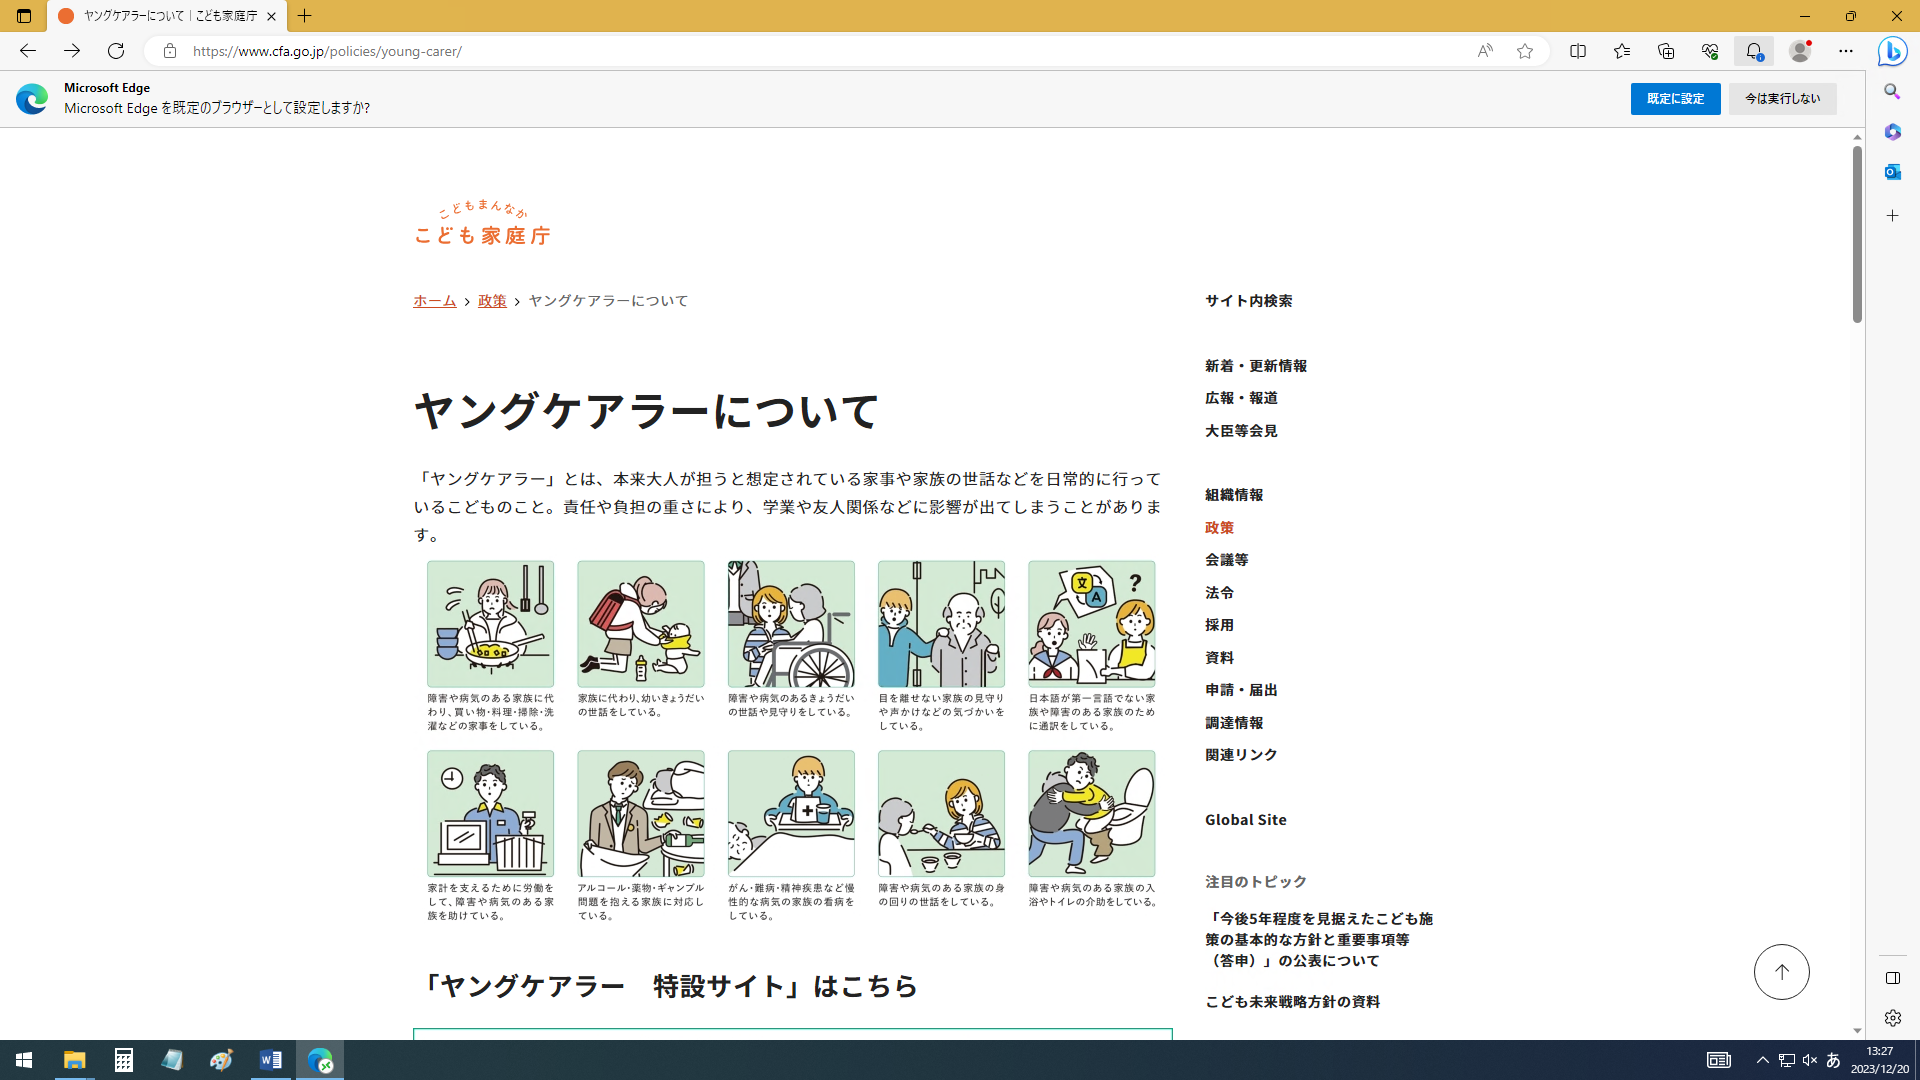 ヤングケアラーについて｜こども家庭庁
https://www.cfa.go.jp/policies/young-carer/
Microsoft Edge
Microsoft Edge を既定のブラウザーとして設定しますか?
既定に設定
今は実行しない
こどもまんなか
こども家庭庁
ホーム > 政策 > ヤングケアラーについて
ヤングケアラーについて
「ヤングケアラー」とは、本来大人が担うと想定されている家事や家族の世話などを日常的に行って
いるこどものこと。責任や負担の重さにより、学業や友人関係などに影響が出てしまうことがありま
す。
文
A
?
障害や病気のある家族に代
わり、買い物・料理・掃除・洗
濯などの家事をしている。
家族に代わり、幼いきょうだい
の世話をしている。
障害や病気のあるきょうだい
の世話や見守りをしている。
目を離せない家族の見守り
や声かけなどの気づかいを
している。
日本語が第一言語でない家
族や障害のある家族のため
に通訳をしている。
家計を支えるために労働を
して、障害や病気のある家
族を助けている。
アルコール・薬物・ギャンブル
問題を抱える家族に対応し
ている。
がん・難病・精神疾患など慢
性的な病気の家族の看病を
している。
障害や病気のある家族の身
の回りの世話をしている。
障害や病気のある家族の入
浴やトイレの介助をしている。
「ヤングケアラー　特設サイト」はこちら
サイト内検索
新着・更新情報
広報・報道
大臣等会見
組織情報
政策
会議等
法令
採用
資料
申請・届出
調達情報
関連リンク
Global Site
注目のトピック
「今後5年程度を見据えたこども施
策の基本的な方針と重要事項等
（答申）」の公表について
こども未来戦略方針の資料
あ
13:27
2023/12/20